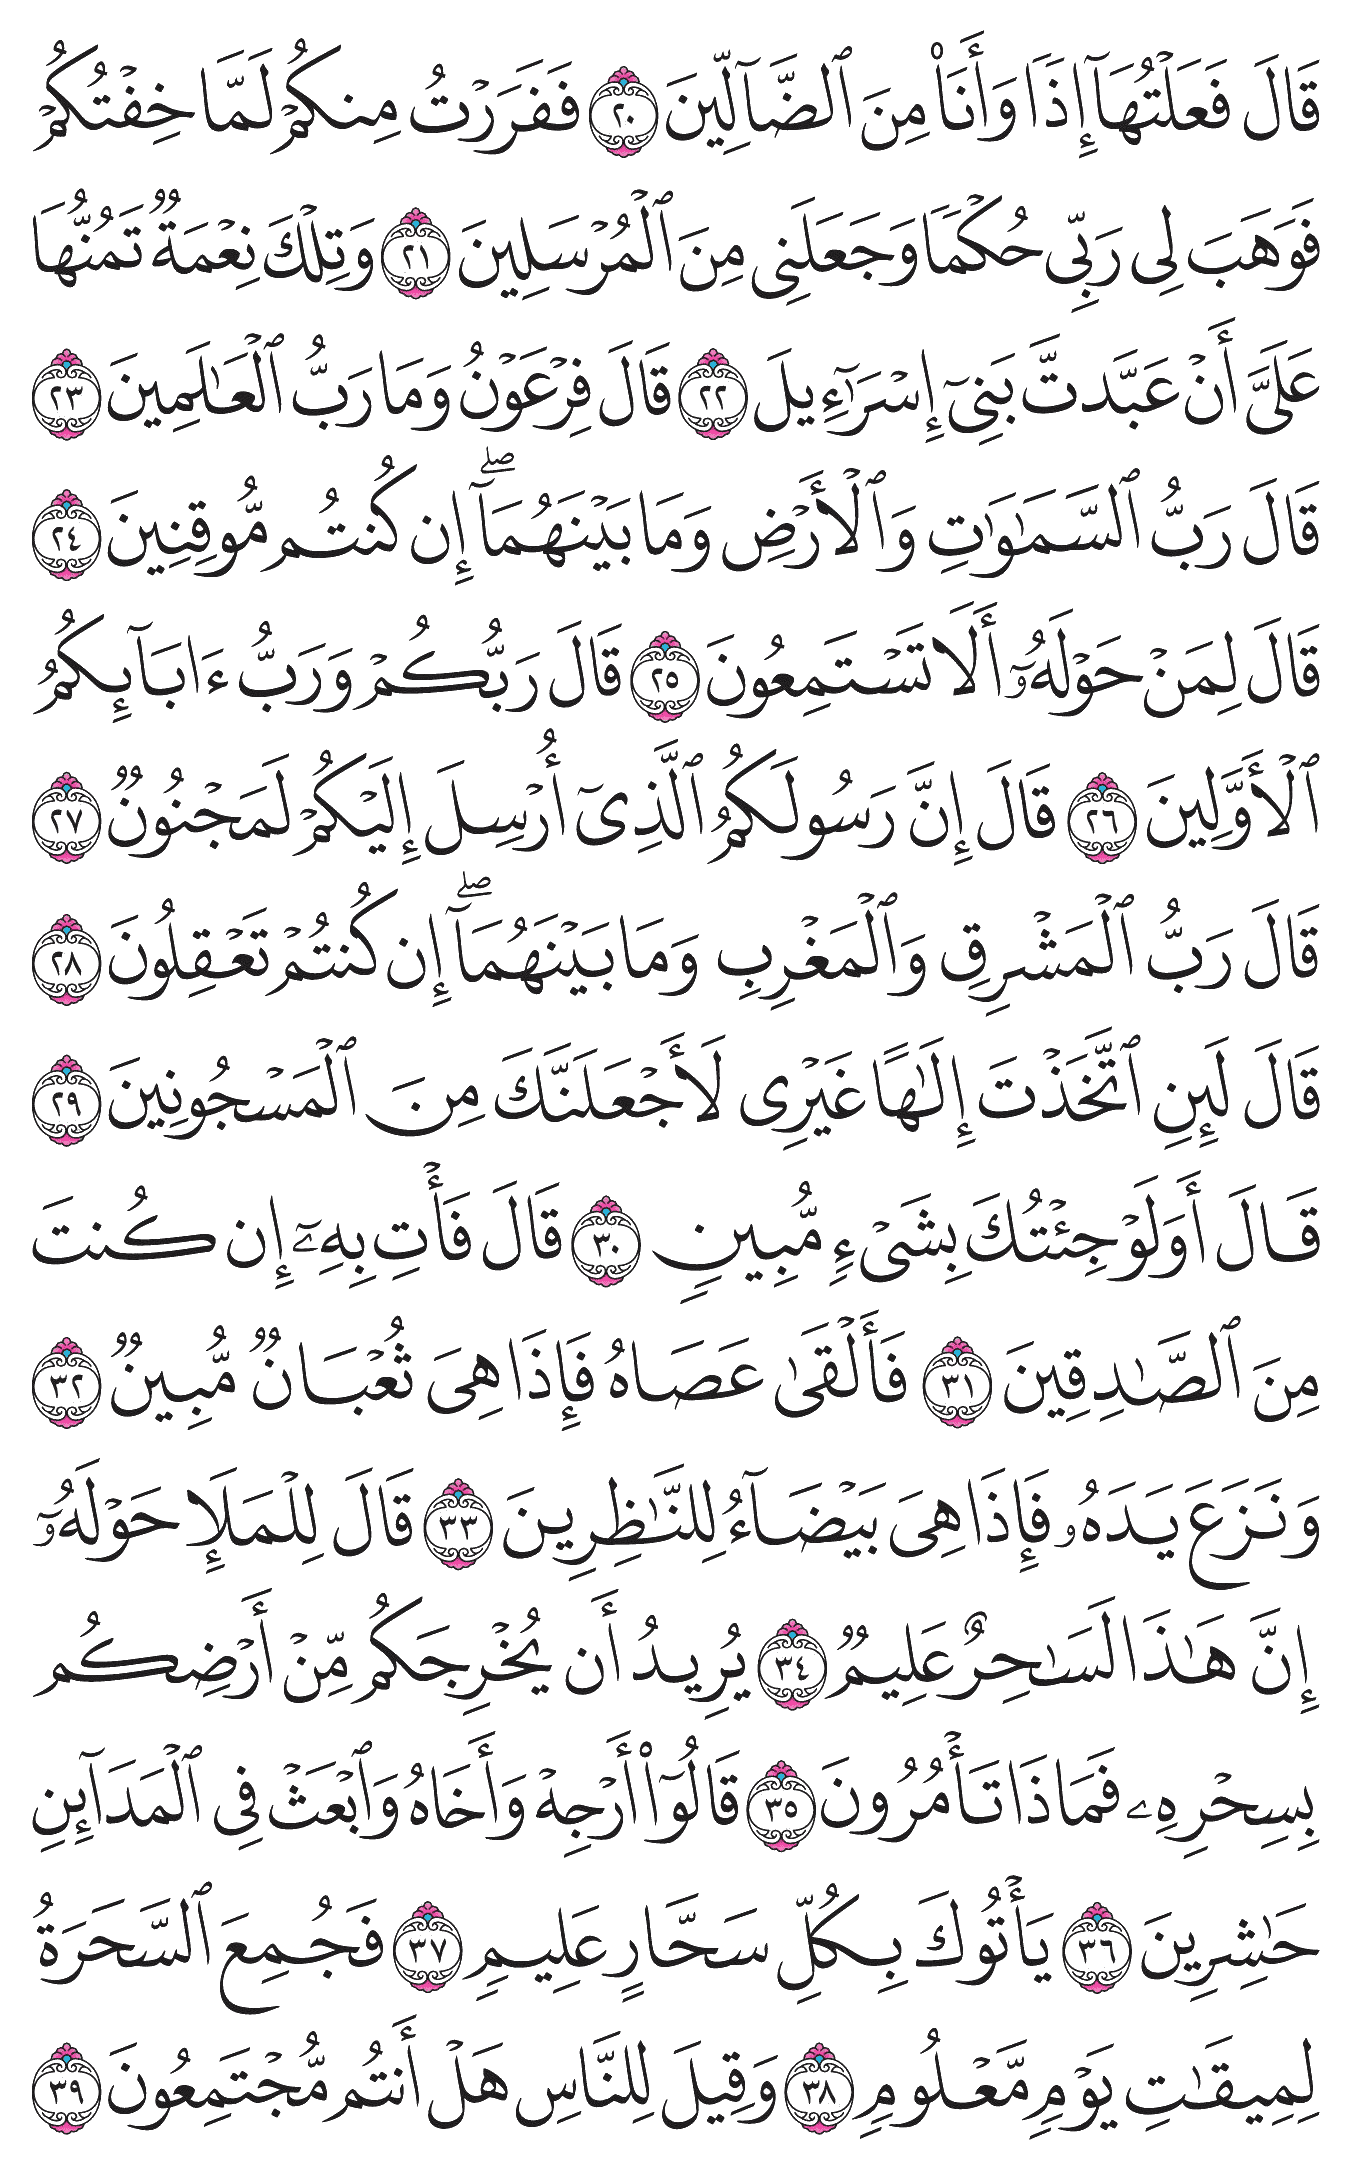 قَالَ فَعَلْتُهَآ إِذًا وَأَنَا۠ مِنَ ٱلضَّآلِّينَ ٢٠ فَفَرَرْتُ مِنكُمْ لَمَّا خِفْتُكُمْ
فَوَهَبَ لِى رَبِّى حُكْمًا وَجَعَلَنِى مِنَ ٱلْمُرْسَلِينَ ٢١ وَتِلْكَ نِعْمَةٌ تَمُنُّهَا
عَلَىَّ أَنْ عَبَّدتَّ بَنِىٓ إِسْرَٰٓءِيلَ ٢٢ قَالَ فِرْعَوْنُ وَمَا رَبُّ ٱلْعَٰلَمِينَ ٢٣
قَالَ رَبُّ ٱلسَّمَٰوَٰتِ وَٱلْأَرْضِ وَمَا بَيْنَهُمَآ ۖ إِن كُنتُم مُّوقِنِينَ ٢٤
قَالَ لِمَنْ حَوْلَهُۥٓ أَلَا تَسْتَمِعُونَ ٢٥ قَالَ رَبُّكُمْ وَرَبُّ ءَابَآئِكُمُ
ٱلْأَوَّلِينَ ٢٦ قَالَ إِنَّ رَسُولَكُمُ ٱلَّذِىٓ أُرْسِلَ إِلَيْكُمْ لَمَجْنُونٌ ٢٧
قَالَ رَبُّ ٱلْمَشْرِقِ وَٱلْمَغْرِبِ وَمَا بَيْنَهُمَآ ۖ إِن كُنتُمْ تَعْقِلُونَ ٢٨
قَالَ لَئِنِ ٱتَّخَذْتَ إِلَٰهًا غَيْرِى لَأَجْعَلَنَّكَ مِنَ ٱلْمَسْجُونِينَ ٢٩
قَالَ أَوَلَوْ جِئْتُكَ بِشَىْءٍ مُّبِينٍ ٣٠ قَالَ فَأْتِ بِهِۦٓ إِن كُنتَ
مِنَ ٱلصَّٰدِقِينَ ٣١ فَأَلْقَىٰ عَصَاهُ فَإِذَا هِىَ ثُعْبَانٌ مُّبِينٌ ٣٢
وَنَزَعَ يَدَهُۥ فَإِذَا هِىَ بَيْضَآءُ لِلنَّٰظِرِينَ ٣٣ قَالَ لِلْمَلَإِ حَوْلَهُۥٓ
إِنَّ هَٰذَا لَسَٰحِرٌ عَلِيمٌ ٣٤ يُرِيدُ أَن يُخْرِجَكُم مِّنْ أَرْضِكُم
بِسِحْرِهِۦ فَمَاذَا تَأْمُرُونَ ٣٥ قَالُوٓا۟ أَرْجِهْ وَأَخَاهُ وَٱبْعَثْ فِى ٱلْمَدَآئِنِ
حَٰشِرِينَ ٣٦ يَأْتُوكَ بِكُلِّ سَحَّارٍ عَلِيمٍ ٣٧ فَجُمِعَ ٱلسَّحَرَةُ
لِمِيقَٰتِ يَوْمٍ مَّعْلُومٍ ٣٨ وَقِيلَ لِلنَّاسِ هَلْ أَنتُم مُّجْتَمِعُونَ ٣٩